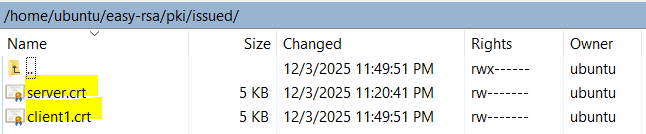 /home/ubuntu/easy-rsa/pki/issued/
Name Size Changed Rights Owner
.. 12/3/2025 11:49:51 PM rwx------ ubuntu
server.crt 5 KB 12/3/2025 11:20:41 PM rw------- ubuntu
client1.crt 5 KB 12/3/2025 11:49:51 PM rw------- ubuntu